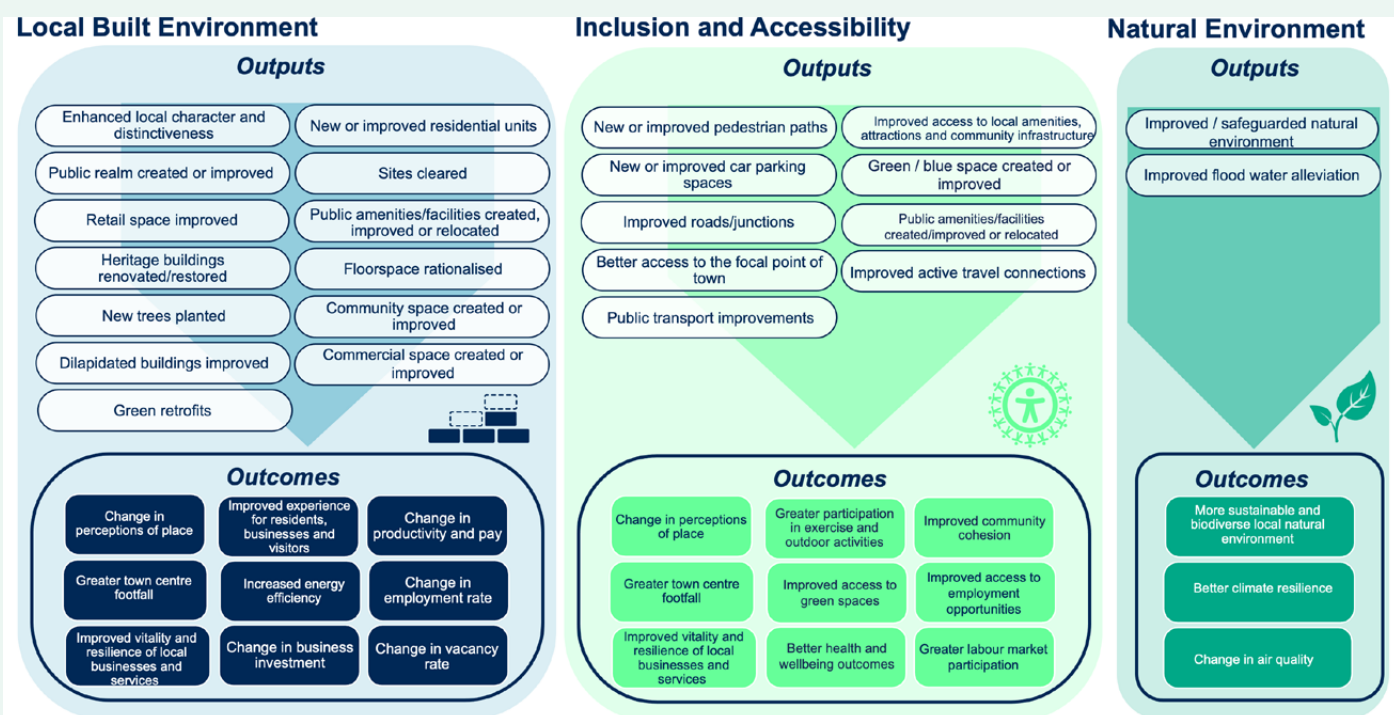 Local Built Environment
Outputs
Enhanced local character and
distinctiveness
New or improved residential units
Public realm created or improved
Sites cleared
Retail space improved
Public amenities/facilities created,
improved or relocated
Heritage buildings
renovated/restored
Floorspace rationalised
New trees planted
Community space created or
improved
Dilapidated buildings improved
Commercial space created or
improved
Green retrofits
Outcomes
Change in
perceptions of place
Improved experience
for residents,
businesses and
visitors
Change in
productivity and pay
Greater town centre
footfall
Increased energy
efficiency
Change in
employment rate
Improved vitality and
resilience of local
businesses and
services
Change in business
investment
Change in vacancy
rate
Inclusion and Accessibility
Outputs
New or improved pedestrian paths
Improved access to local amenities,
attractions and community infrastructure
New or improved car parking
spaces
Green / blue space created or
improved
Improved roads/junctions
Public amenities/facilities
created/improved or relocated
Better access to the focal point of
town
Improved active travel connections
Public transport improvements
Outcomes
Change in perceptions
of place
Greater participation
in exercise and
outdoor activities
Improved community
cohesion
Greater town centre
footfall
Improved access to
green spaces
Improved access to
employment
opportunities
Improved vitality and
resilience of local
businesses and
services
Better health and
wellbeing outcomes
Greater labour market
participation
Natural Environment
Outputs
Improved / safeguarded natural
environment
Improved flood water alleviation
Outcomes
More sustainable and
biodiverse local natural
environment
Better climate resilience
Change in air quality